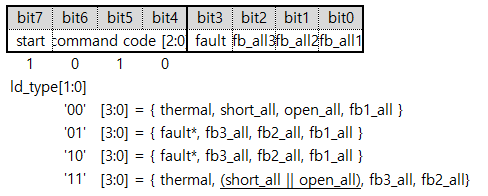 bit7 bit6 bit5 bit4 bit3 bit2 bit1 bit0
start command code [2:0 fault fb_all3 fb_all2 fb_all1
1 0 1 0
ld_type[1:0]
'00' [3:0] = { thermal, short_all, open_all, fb1_all }
'01' [3:0] = { fault*, fb3_all, fb2_all, fb1_all }
'10' [3:0] = { fault*, fb3_all, fb2_all, fb1_all }
'11' [3:0] = { thermal, (short_all || open_all), fb3_all, fb2_all}